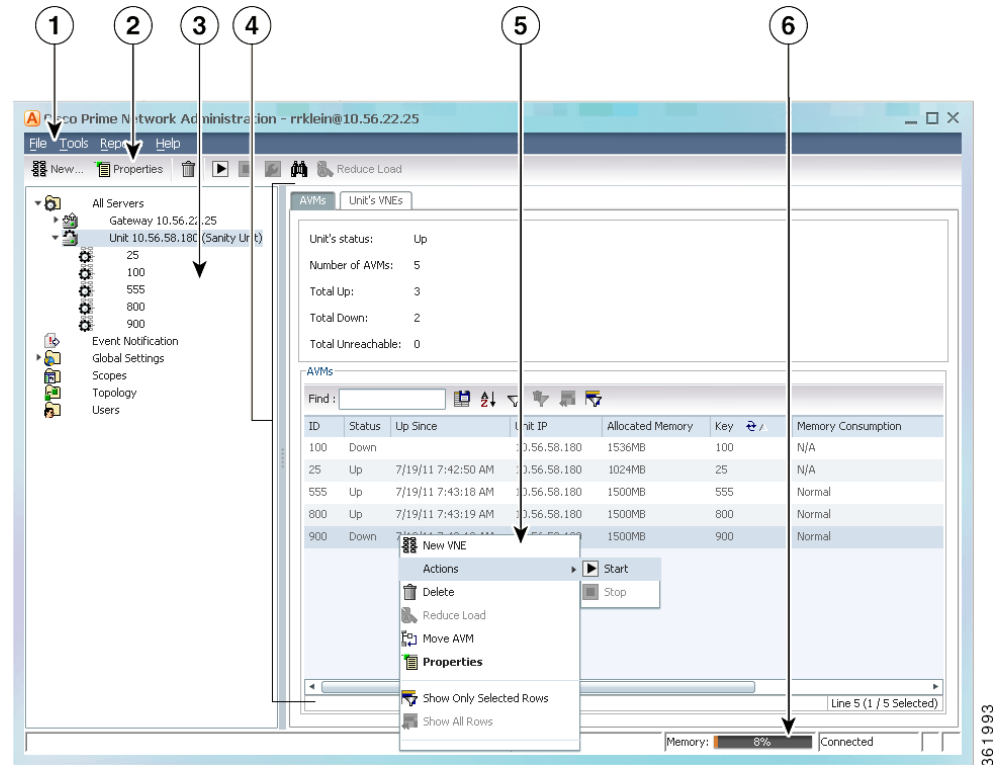 1 2 3 4 5 6
Cisco Prime Network Administration - rrklein@10.56.22.25
File Tools Reports Help
New... Properties Reduce Load
All Servers
Gateway 10.56.22.25
Unit 10.56.58.180 (Sanity Unit)
25
100
555
800
900
Event Notification
Global Settings
Scopes
Topology
Users
AVMs Unit's VNEs
Unit's status: Up
Number of AVMs: 5
Total Up: 3
Total Down: 2
Total Unreachable: 0
AVMs
Find :
ID Status Up Since Unit IP Allocated Memory Key Memory Consumption
100 Down 10.56.58.180 1536MB 100 N/A
25 Up 7/19/11 7:42:50 AM 10.56.58.180 1024MB 25 N/A
555 Up 7/19/11 7:43:18 AM 10.56.58.180 1500MB 555 Normal
800 Up 7/19/11 7:43:19 AM 10.56.58.180 1500MB 800 Normal
900 Down 1500MB 900 Normal
New VNE
Actions
Start
Stop
Delete
Reduce Load
Move AVM
Properties
Show Only Selected Rows
Show All Rows
Line 5 (1 / 5 Selected)
Memory: 8% Connected
361993